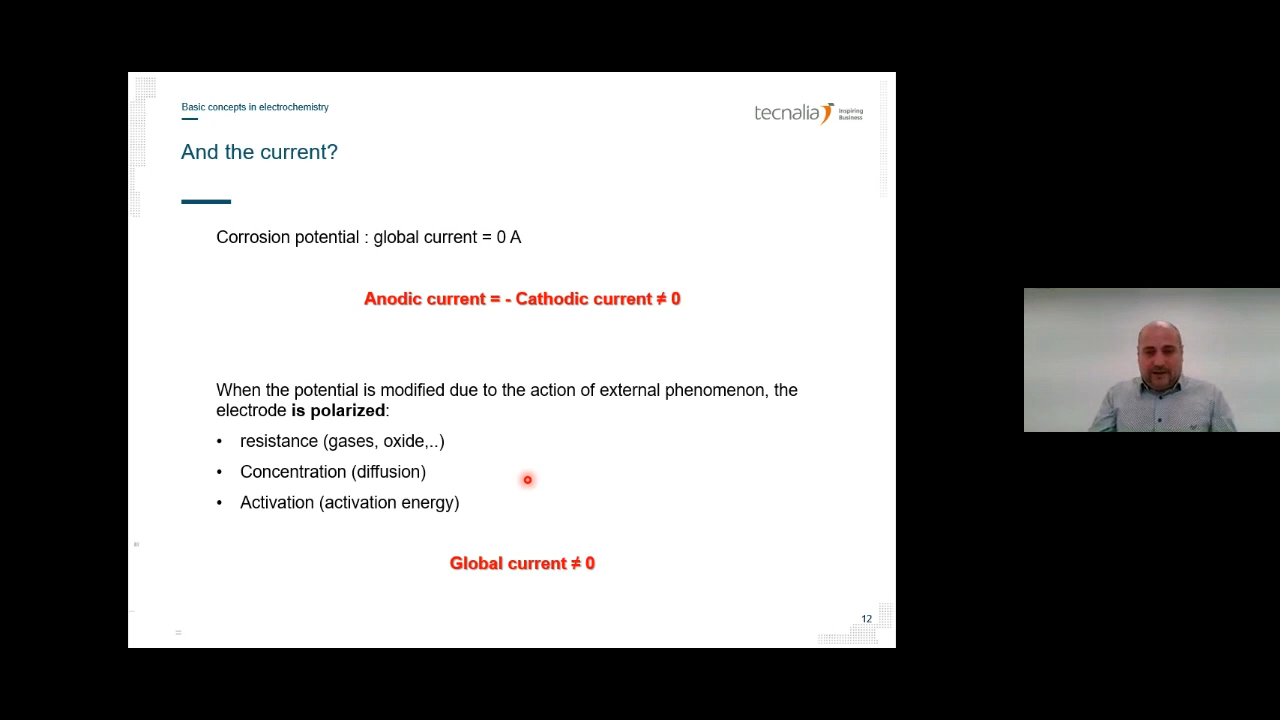 Basic concepts in electrochemistry
tecnalia Inspiring Business
And the current?
Corrosion potential : global current = 0 A
Anodic current = - Cathodic current ≠ 0
When the potential is modified due to the action of external phenomenon, the
electrode is polarized:
• resistance (gases, oxide,..)
• Concentration (diffusion)
• Activation (activation energy)
Global current ≠ 0
12